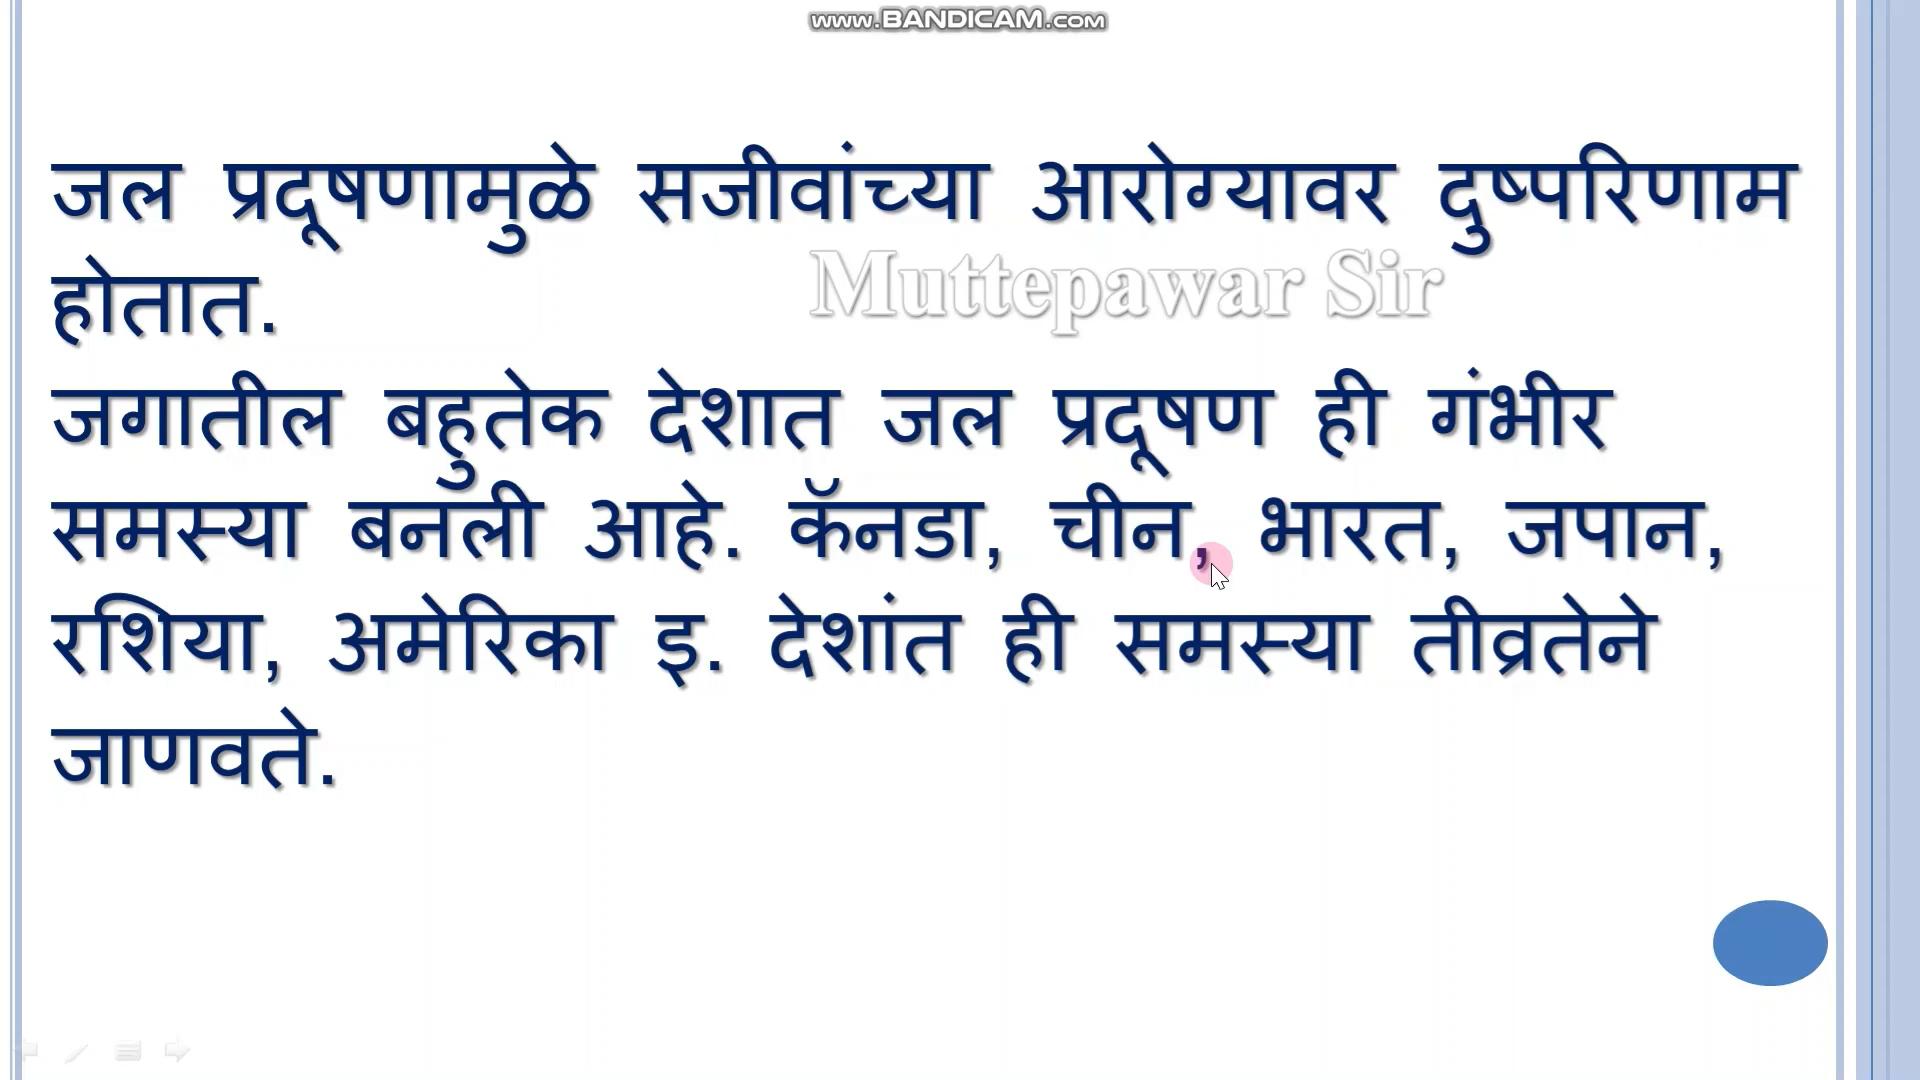 www.BANDICAM.com
जल प्रदूषणामुळे सजीवांच्या आरोग्यावर दुष्परिणाम
Muttepawar Sir
होतात.
जगातील बहुतेक देशात जल प्रदूषण ही गंभीर
समस्या बनली आहे. कॅनडा, चीन, भारत, जपान,
रशिया, अमेरिका इ. देशांत ही समस्या तीव्रतेने
जाणवते.